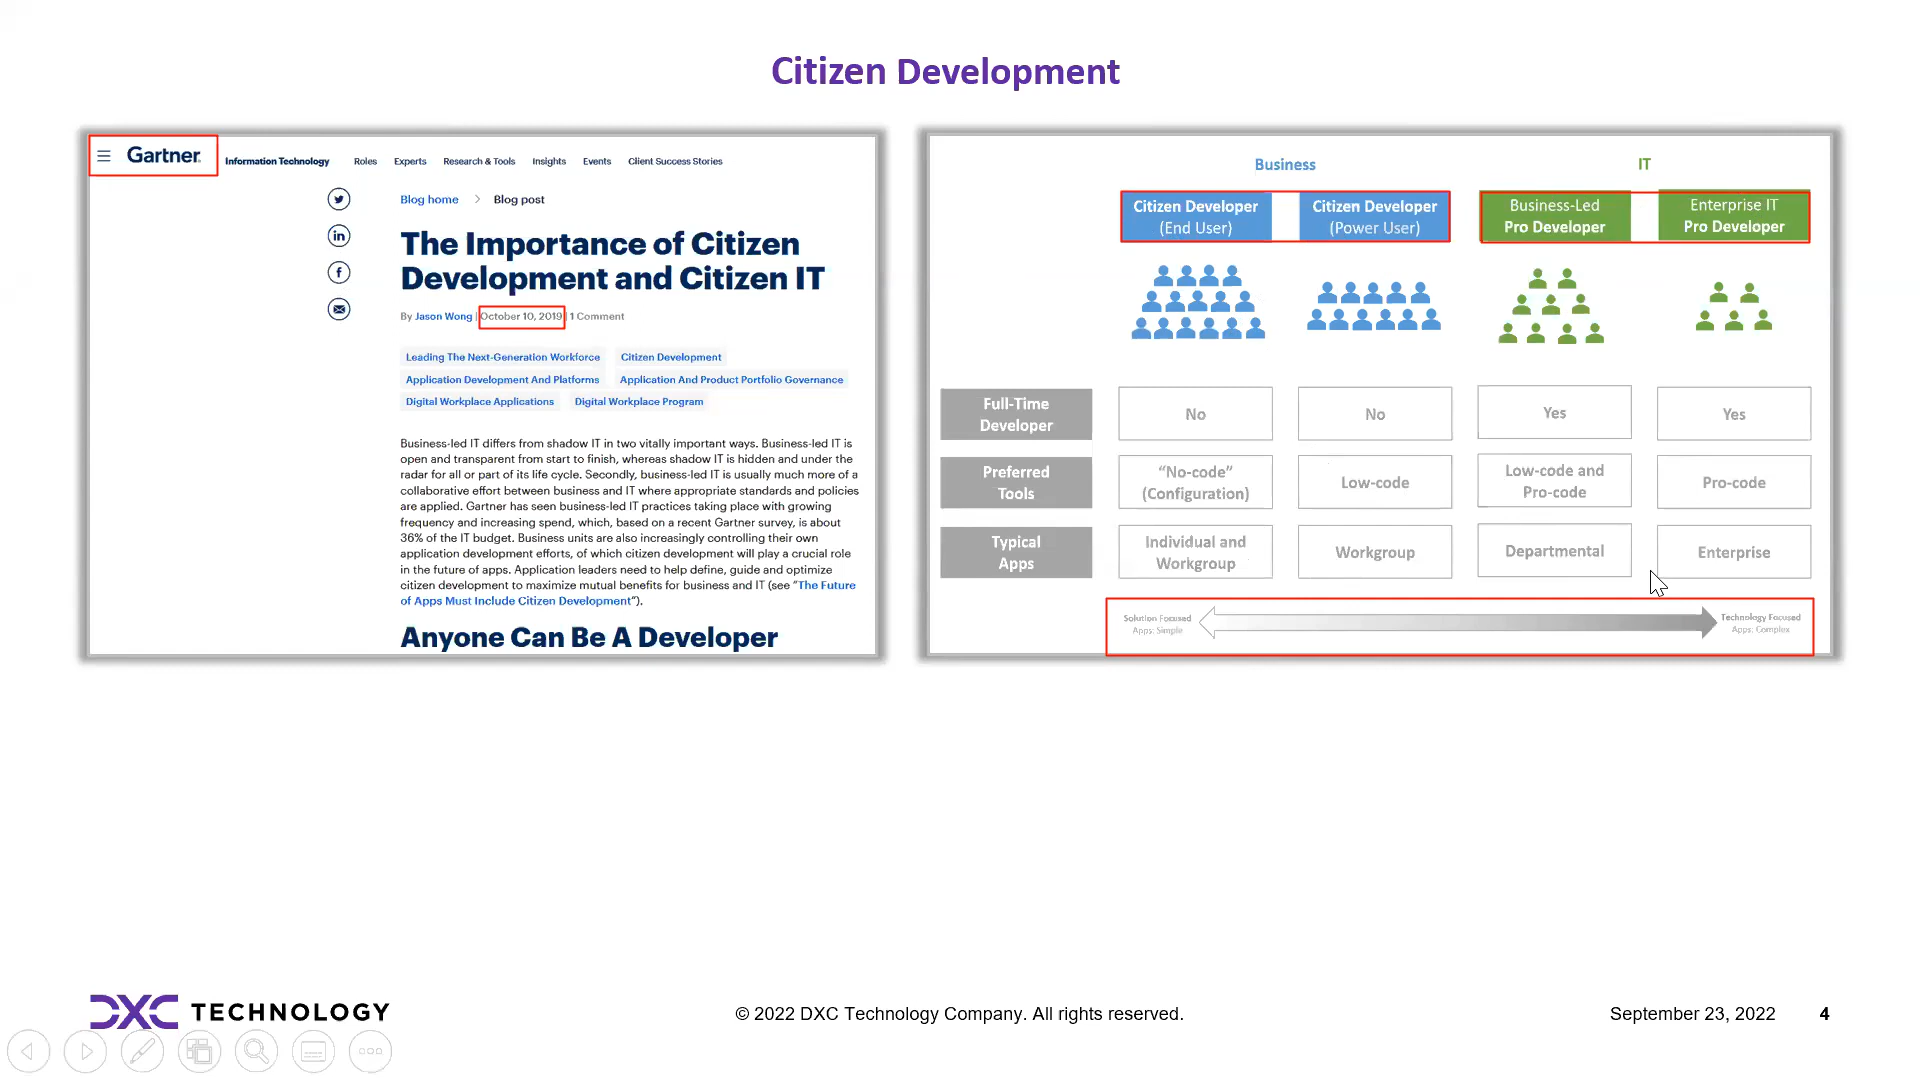 Citizen Development
Gartner
Information Technology Roles Experts Research & Tools Insights Events Client Success Stories
Blog home > Blog post
The Importance of Citizen
Development and Citizen IT
By Jason Wong | October 10, 2019 | 1 Comment
Leading The Next-Generation Workforce Citizen Development
Application Development And Platforms Application And Product Portfolio Governance
Digital Workplace Applications Digital Workplace Program
Business-led IT differs from shadow IT in two vitally important ways. Business-led IT is
open and transparent from start to finish, whereas shadow IT is hidden and under the
radar for all or part of its life cycle. Secondly, business-led IT is usually much more of a
collaborative effort between business and IT where appropriate standards and policies
are applied. Gartner has seen business-led IT practices taking place with growing
frequency and increasing spend, which, based on a recent Gartner survey, is about
36% of the IT budget. Business units are also increasingly controlling their own
application development efforts, of which citizen development will play a crucial role
in the future of apps. Application leaders need to help define, guide and optimize
citizen development to maximize mutual benefits for business and IT (see “The Future
of Apps Must Include Citizen Development”).
Anyone Can Be A Developer
Business IT
Citizen Developer
(End User)
Citizen Developer
(Power User)
Business-Led
Pro Developer
Enterprise IT
Pro Developer
Full-Time
Developer
No
No
Yes
Yes
Preferred
Tools
“No-code”
(Configuration)
Low-code
Low-code and
Pro-code
Pro-code
Typical
Apps
Individual and
Workgroup
Workgroup
Departmental
Enterprise
Solution Focused
Apps: Simple
Technology Focused
Apps: Complex
DXC TECHNOLOGY
© 2022 DXC Technology Company. All rights reserved.
September 23, 2022 4